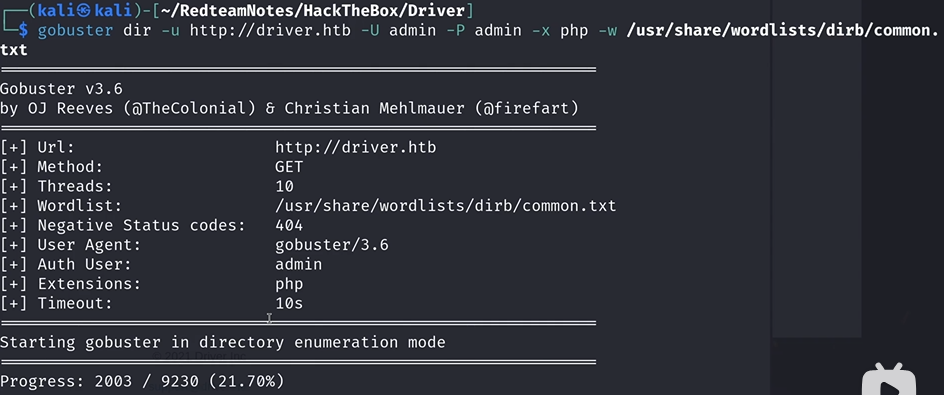 ┌──(kali㉿kali)-[~/RedteamNotes/HackTheBox/Driver]
└─$ gobuster dir -u http://driver.htb -U admin -P admin -x php -w /usr/share/wordlists/dirb/common.
txt
===============================================================
Gobuster v3.6
by OJ Reeves (@TheColonial) & Christian Mehlmauer (@firefart)
===============================================================
[+] Url:                     http://driver.htb
[+] Method:                  GET
[+] Threads:                 10
[+] Wordlist:                /usr/share/wordlists/dirb/common.txt
[+] Negative Status codes:   404
[+] User Agent:              gobuster/3.6
[+] Auth User:               admin
[+] Extensions:              php
[+] Timeout:                 10s
===============================================================
Starting gobuster in directory enumeration mode
===============================================================
Progress: 2003 / 9230 (21.70%)